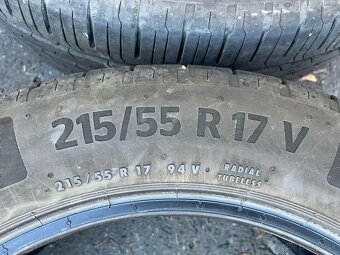 215/55 R 17 V
215/55 R 17 94 V · RADIAL TUBELESS ·